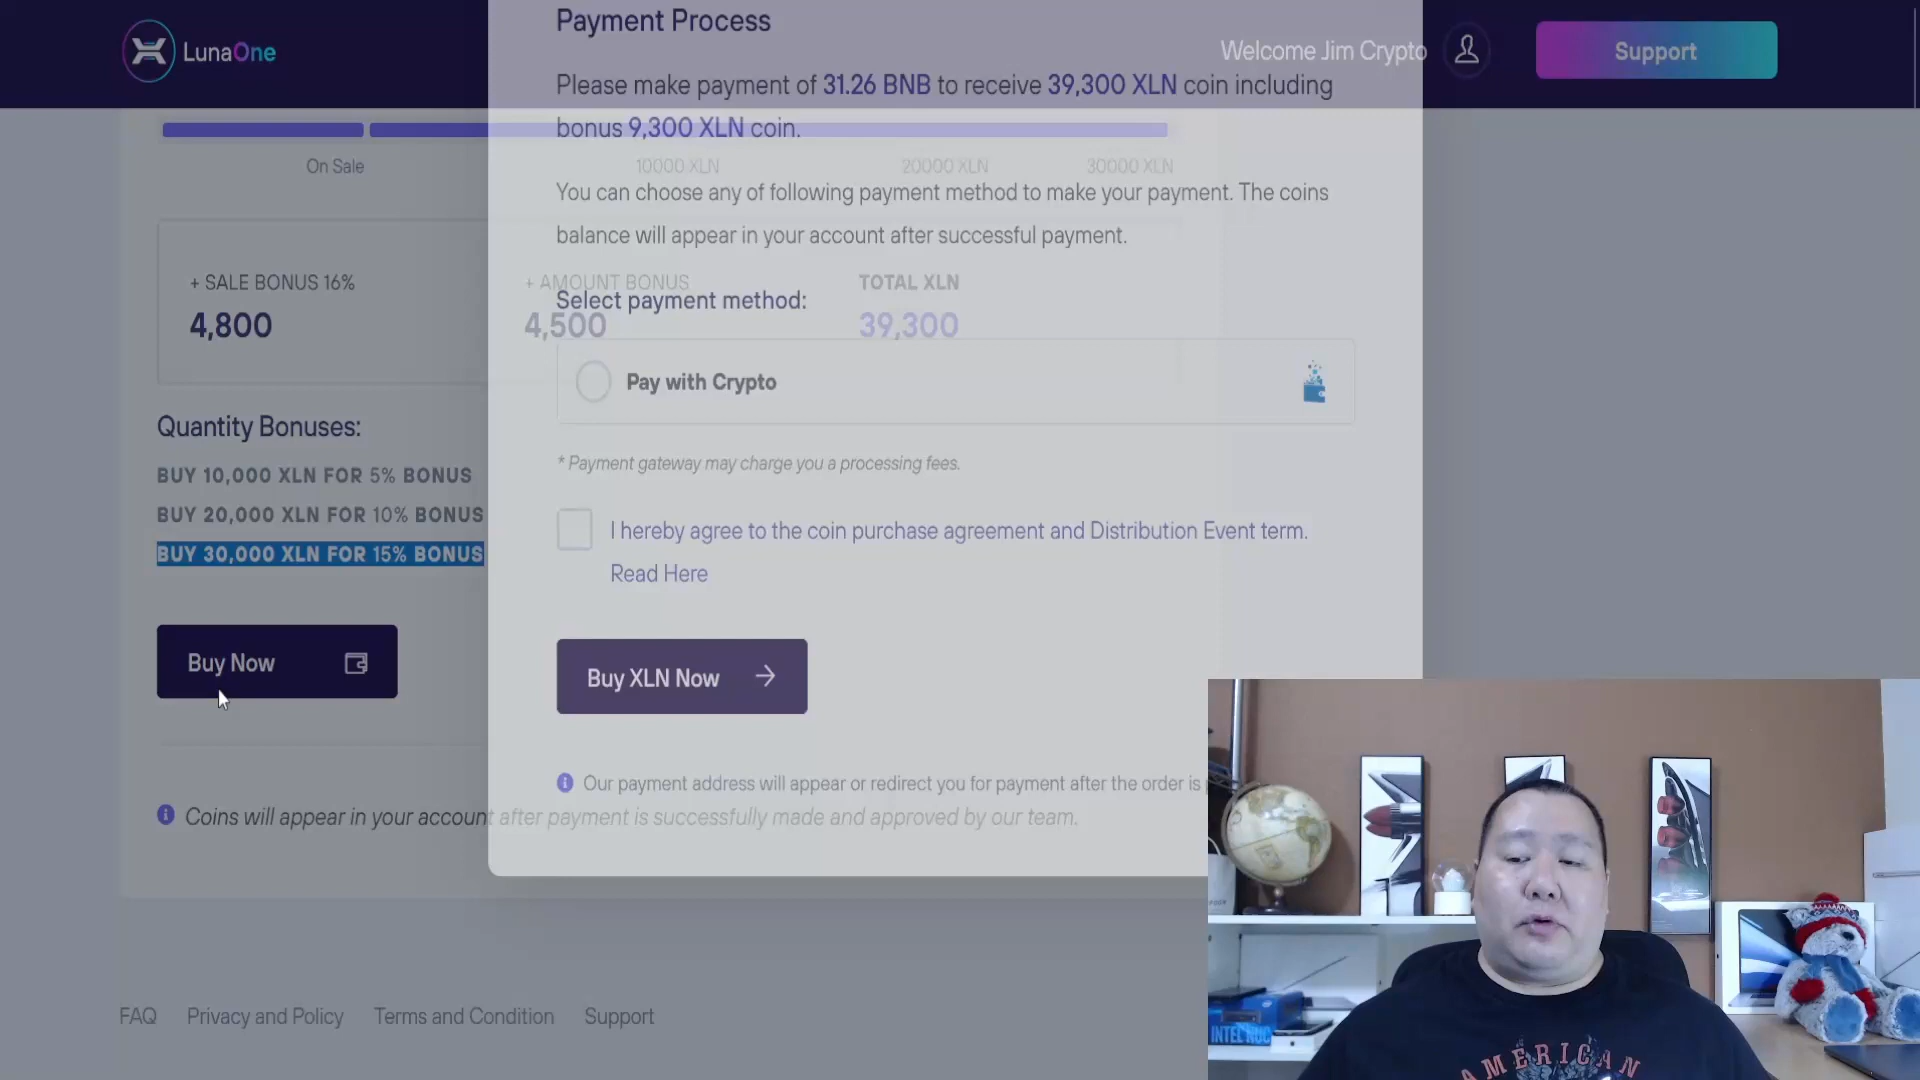 LunaOne
Welcome Jim Crypto
Support
Payment Process
Please make payment of 31.26 BNB to receive 39,300 XLN coin including
bonus 9,300 XLN coin.
On Sale
10000 XLN
20000 XLN
30000 XLN
You can choose any of following payment method to make your payment. The coins
balance will appear in your account after successful payment.
+ SALE BONUS 16%
4,800
+ AMOUNT BONUS
4,500
TOTAL XLN
39,300
Select payment method:
Pay with Crypto
* Payment gateway may charge you a processing fees.
Quantity Bonuses:
BUY 10,000 XLN FOR 5% BONUS
BUY 20,000 XLN FOR 10% BONUS
BUY 30,000 XLN FOR 15% BONUS
I hereby agree to the coin purchase agreement and Distribution Event term.
Read Here
Buy Now
Buy XLN Now
Our payment address will appear or redirect you for payment after the order is
Coins will appear in your account after payment is successfully made and approved by our team.
FAQ
Privacy and Policy
Terms and Condition
Support
INTEL NUC
AMERICAN